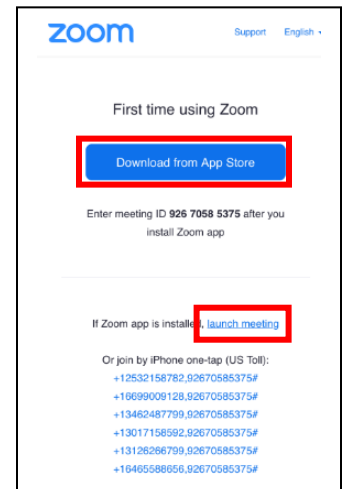 zoom
Support English
First time using Zoom
Download from App Store
Enter meeting ID 926 7058 5375 after you
install Zoom app
If Zoom app is installed, launch meeting
Or join by iPhone one-tap (US Toll):
+12532158782,92670585375#
+16699009128,92670585375#
+13462487799,92670585375#
+13017158592,92670585375#
+13126266799,92670585375#
+16465588656,92670585375#